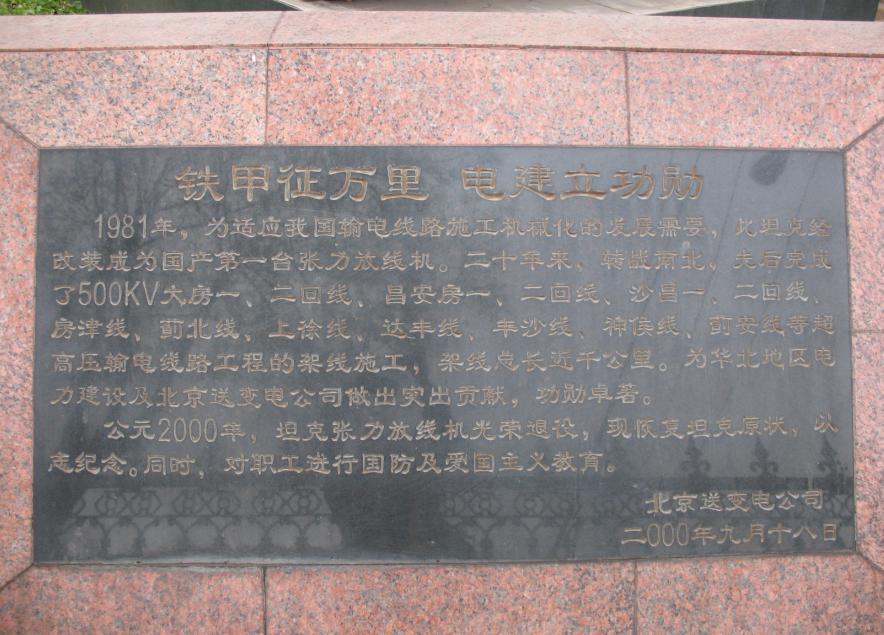 铁甲征万里 电建立功勋
1981年，为适应我国输电线路施工机械化的发展需要，此坦克经
改装成为国产第一台张力放线机。二十年来，转战南北，先后完成
了500KV大房一、二回线、昌安房一、二回线、沙昌一、二回线、
房津线、蓟北线、上徐线、达丰线、丰沙线、神保线、前安线等超
高压输电线路工程的架线施工，架线总长近千公里。为华北地区电
力建设及北京送变电公司做出突出贡献，功勋卓著。
公元2000年，坦克张力放线机光荣退设，现恢复坦克原状，以
志纪念。同时，对职工进行国防及爱国主义教育。
北京送变电公司
二000年九月十八日